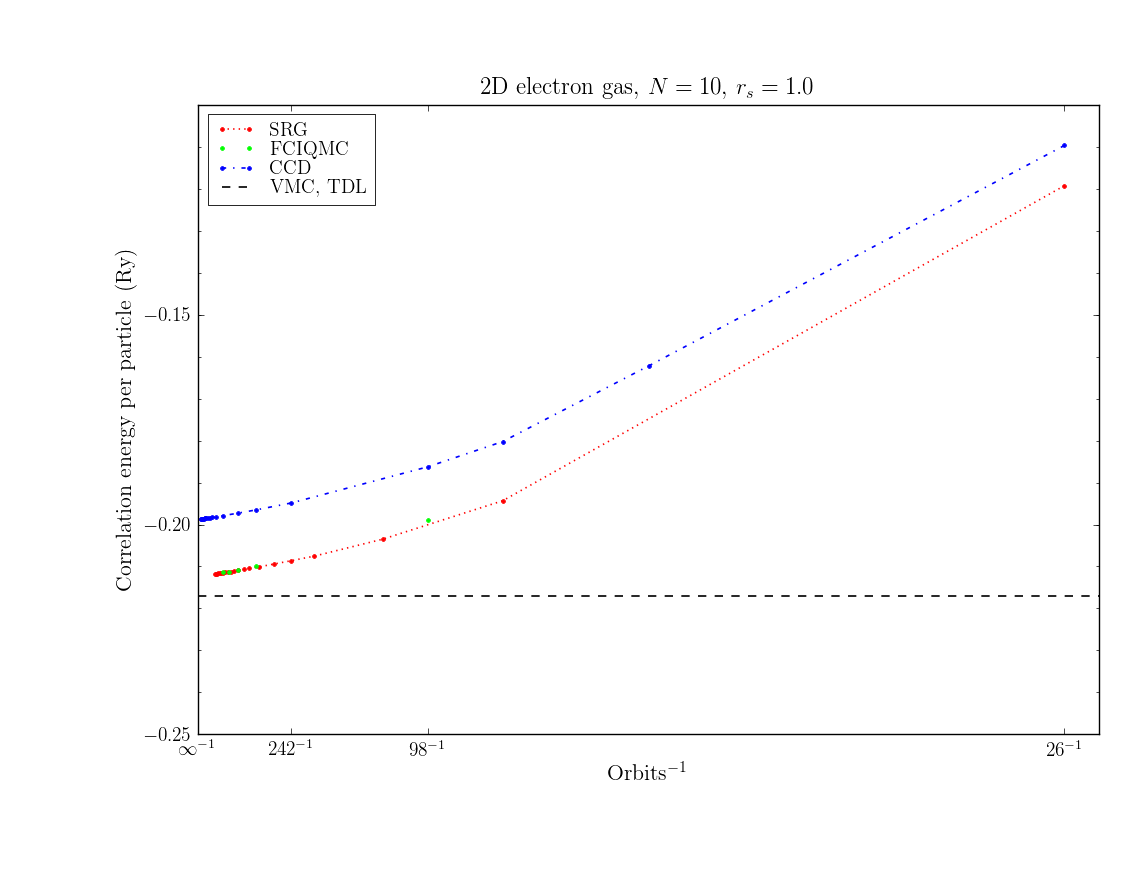 2D electron gas, $N = 10$, $r_s = 1.0$
SRG
FCIQMC
CCD
VMC, TDL
Correlation energy per particle (Ry)
−0.15
−0.20
−0.25
$\infty^{-1}$ $242^{-1}$ $98^{-1}$ $26^{-1}$
Orbits$^{-1}$